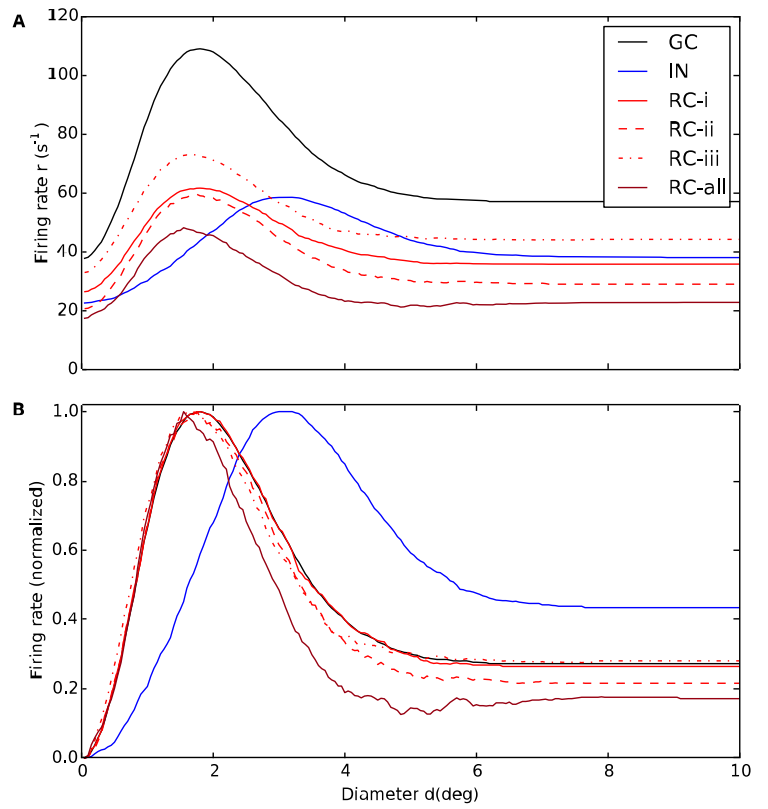 A
120
100
80
60
40
20
0
Firing rate r (s⁻¹)
GC
IN
RC-i
RC-ii
RC-iii
RC-all
B
1.0
0.8
0.6
0.4
0.2
0.0
Firing rate (normalized)
0
2
4
6
8
10
Diameter d(deg)